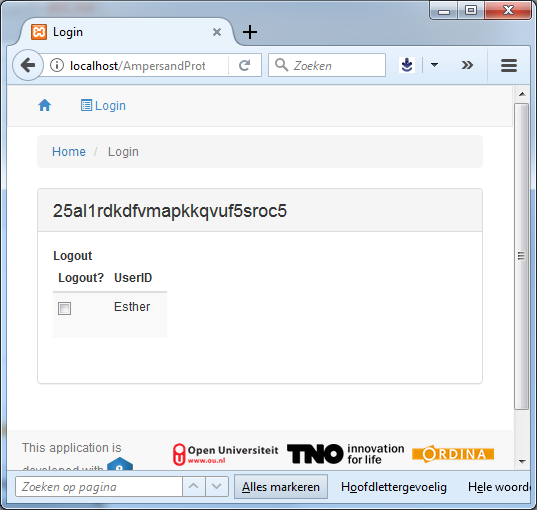 Login
localhost/AmpersandProt
Zoeken
Login
Home / Login
25al1rdkdfvmapkkqvuf5sroc5
Logout
Logout? UserID
Esther
This application is
developed with
Open Universiteit
www.ou.nl
TNO innovation
for life
ORDINA
Zoeken op pagina
Alles markeren
Hoofdlettergevoelig
Hele woorde